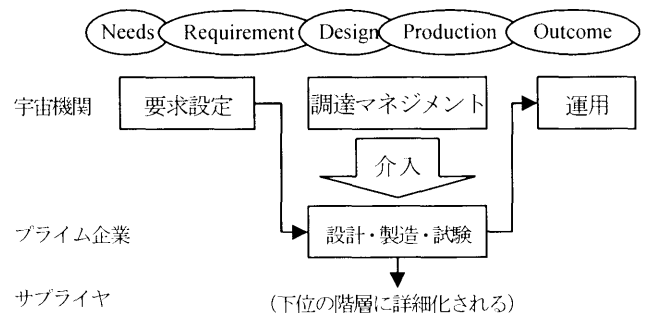 Needs Requirement Design Production Outcome
宇宙機関 要求設定 調達マネジメント 運用
介入
プライム企業 設計・製造・試験
サプライヤ (下位の階層に詳細化される)